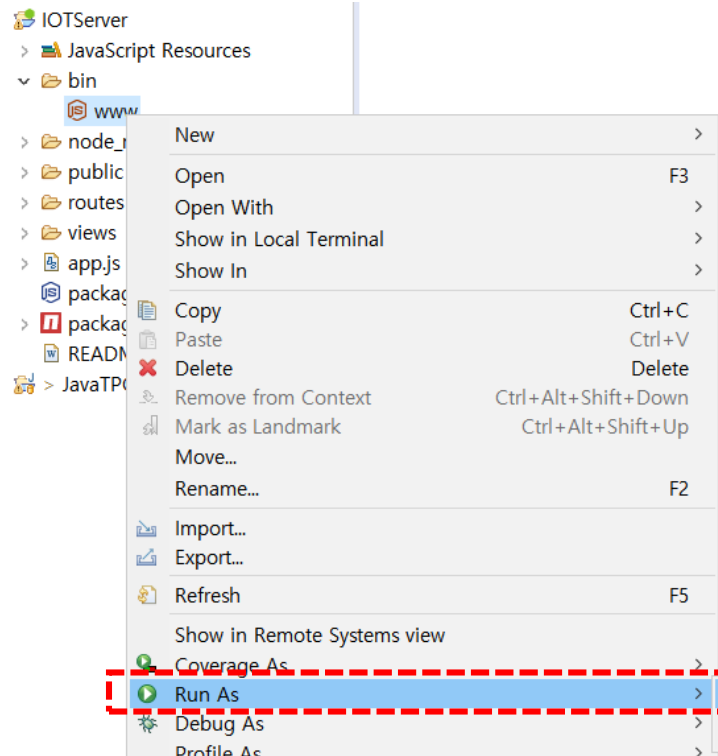 IOTServer
JavaScript Resources
bin
www
node_
public
routes
views
app.js
packag
packag
READM
> JavaTP
New
Open F3
Open With
Show in Local Terminal
Show In
Copy Ctrl+C
Paste Ctrl+V
Delete Delete
Remove from Context Ctrl+Alt+Shift+Down
Mark as Landmark Ctrl+Alt+Shift+Up
Move...
Rename... F2
Import...
Export...
Refresh F5
Show in Remote Systems view
Coverage As
Run As
Debug As
Profile As